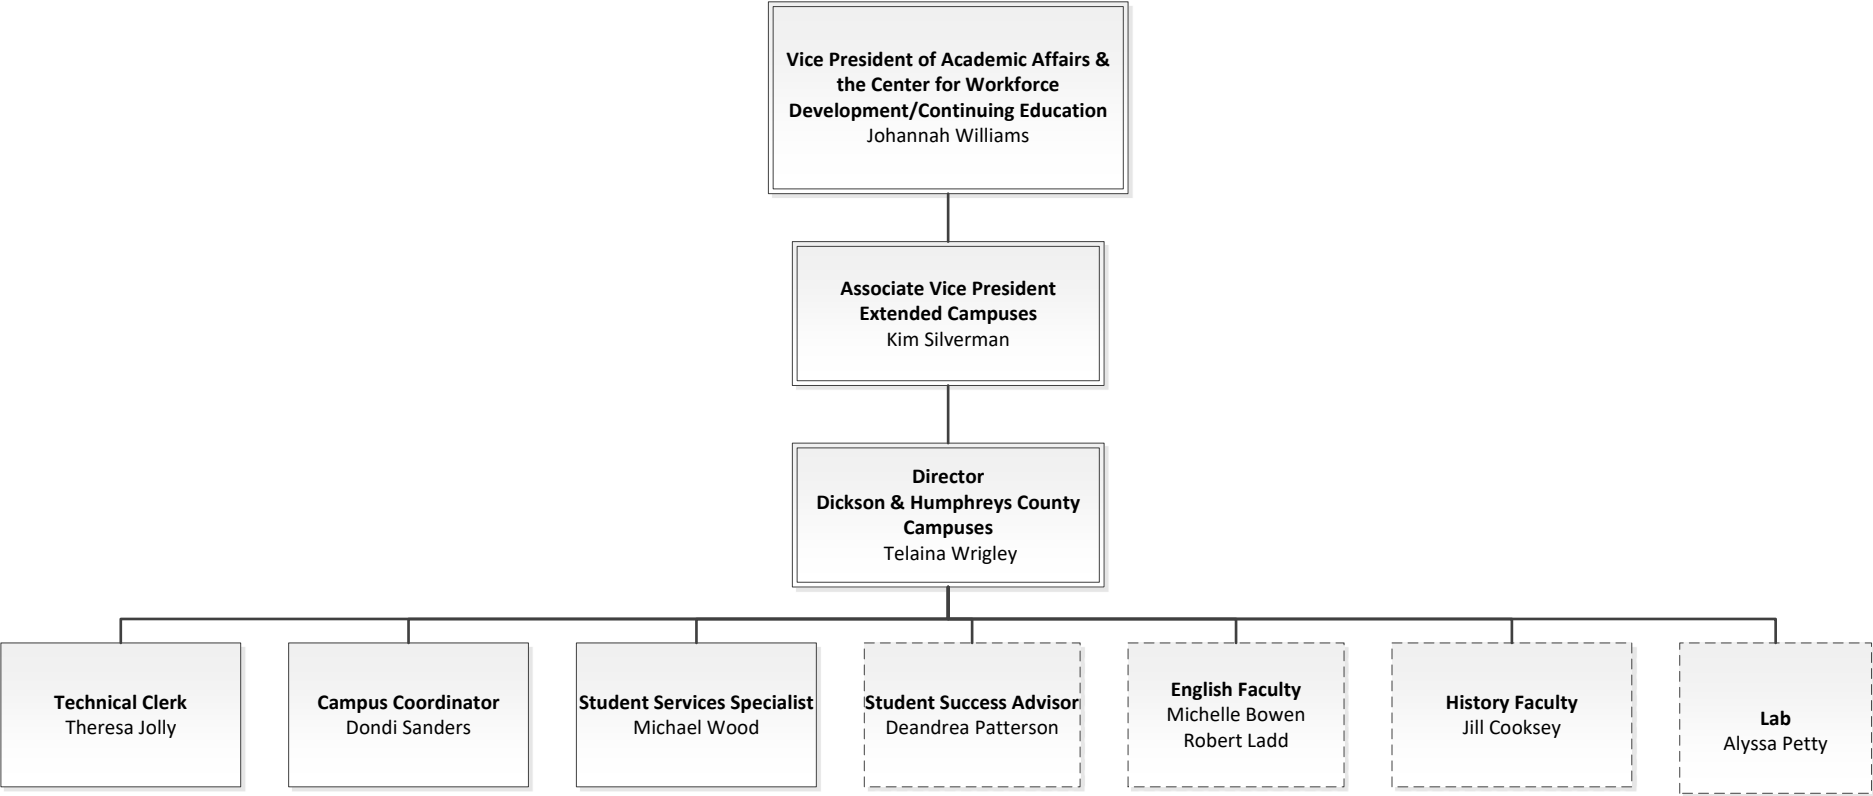 Vice President of Academic Affairs &
the Center for Workforce
Development/Continuing Education
Johannah Williams
Associate Vice President
Extended Campuses
Kim Silverman
Director
Dickson & Humphreys County
Campuses
Telaina Wrigley
Technical Clerk
Theresa Jolly
Campus Coordinator
Dondi Sanders
Student Services Specialist
Michael Wood
Student Success Advisor
Deandrea Patterson
English Faculty
Michelle Bowen
Robert Ladd
History Faculty
Jill Cooksey
Lab
Alyssa Petty